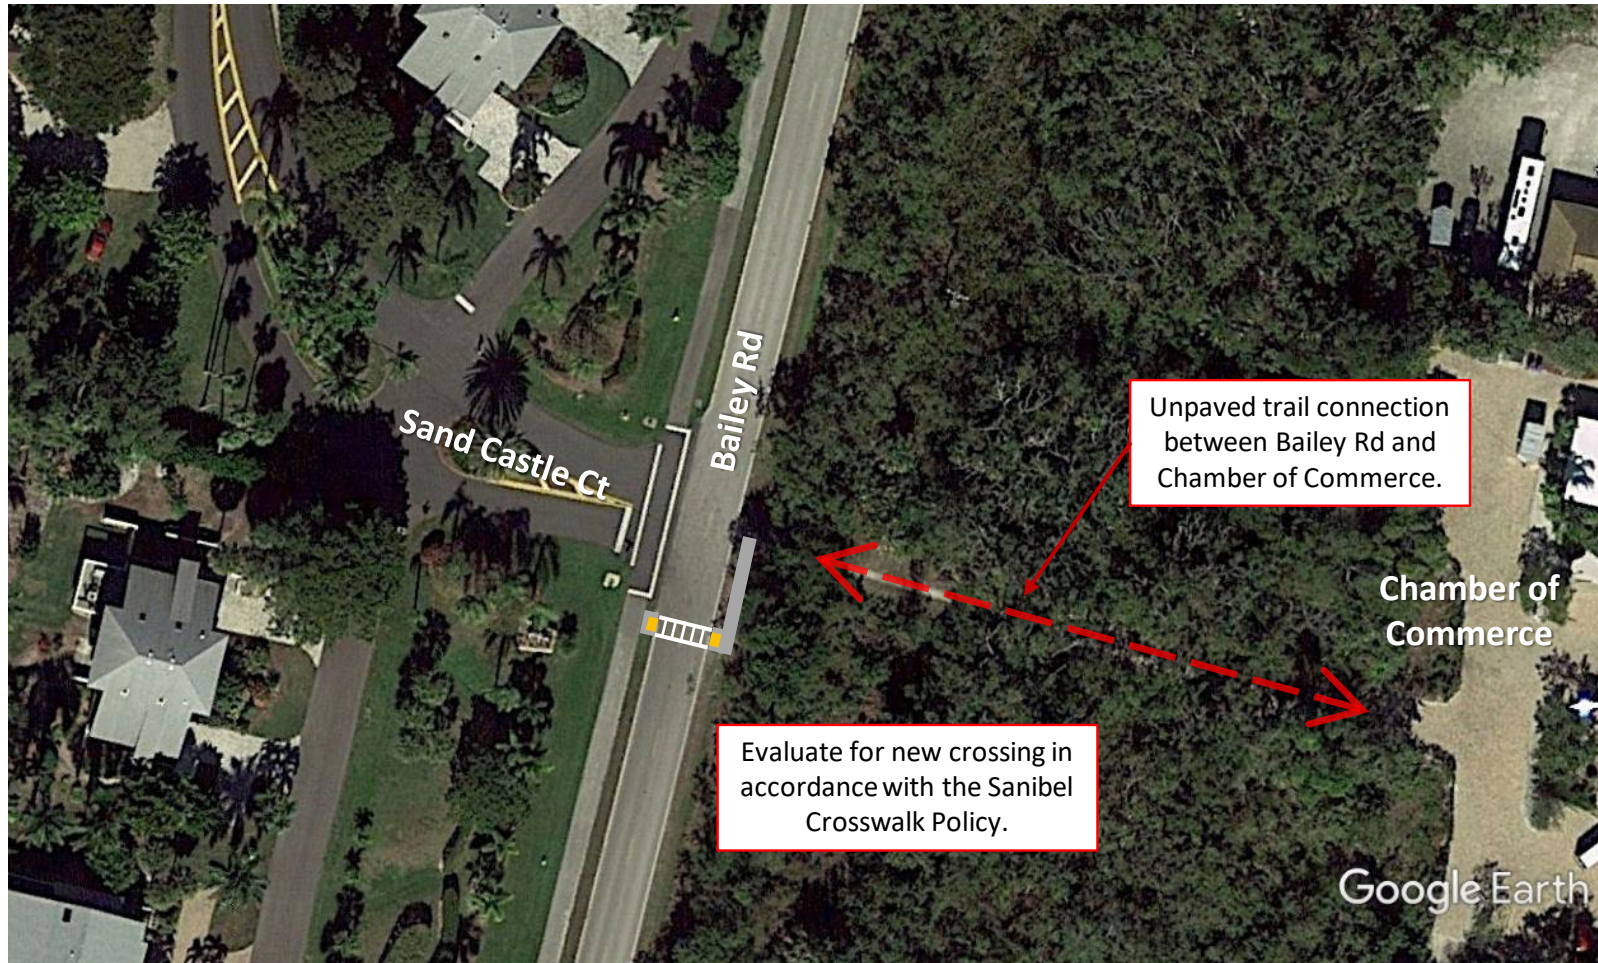 Bailey Rd
Sand Castle Ct
Unpaved trail connection
between Bailey Rd and
Chamber of Commerce.
Chamber of
Commerce
Evaluate for new crossing in
accordance with the Sanibel
Crosswalk Policy.
Google Earth